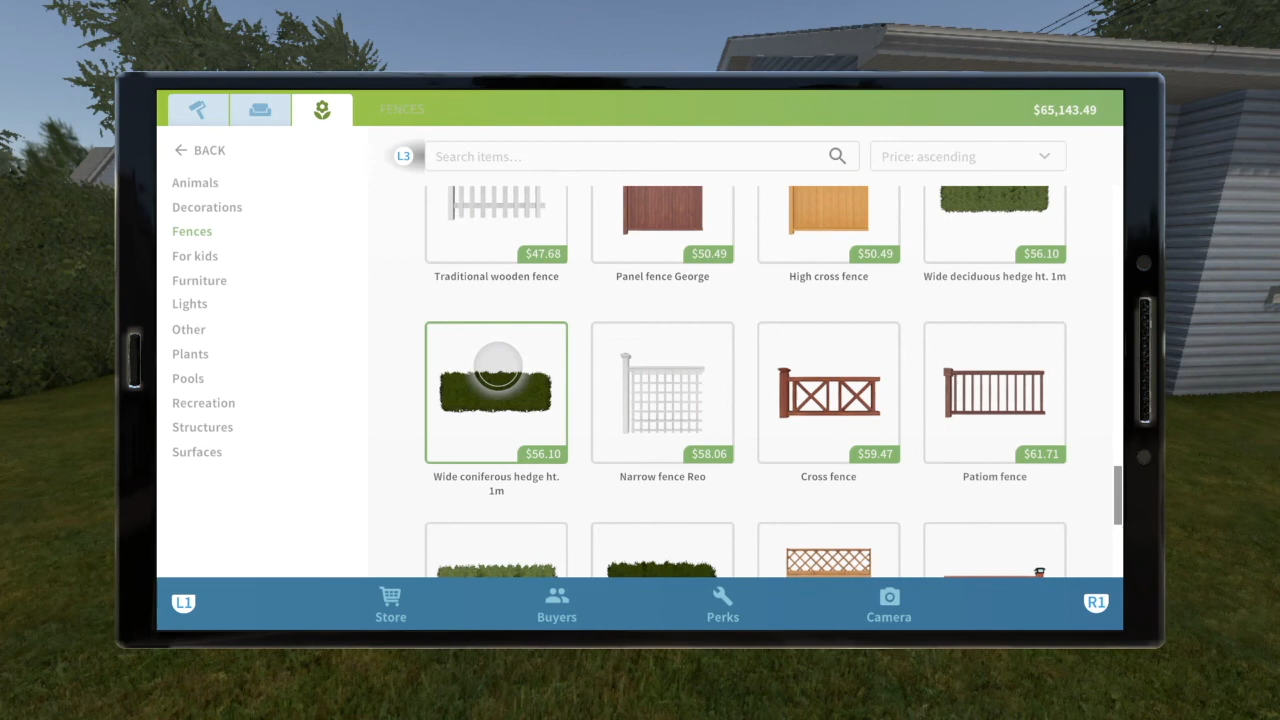 FENCES
$65,143.49
BACK
L3
Search items...
Price: ascending
Animals
Decorations
Fences
For kids
Furniture
Lights
Other
Plants
Pools
Recreation
Structures
Surfaces
$47.68
$50.49
$50.49
$56.10
Traditional wooden fence
Panel fence George
High cross fence
Wide deciduous hedge ht. 1m
$56.10
$58.06
$59.47
$61.71
Wide coniferous hedge ht.
1m
Narrow fence Reo
Cross fence
Patiom fence
L1
Store
Buyers
Perks
Camera
R1